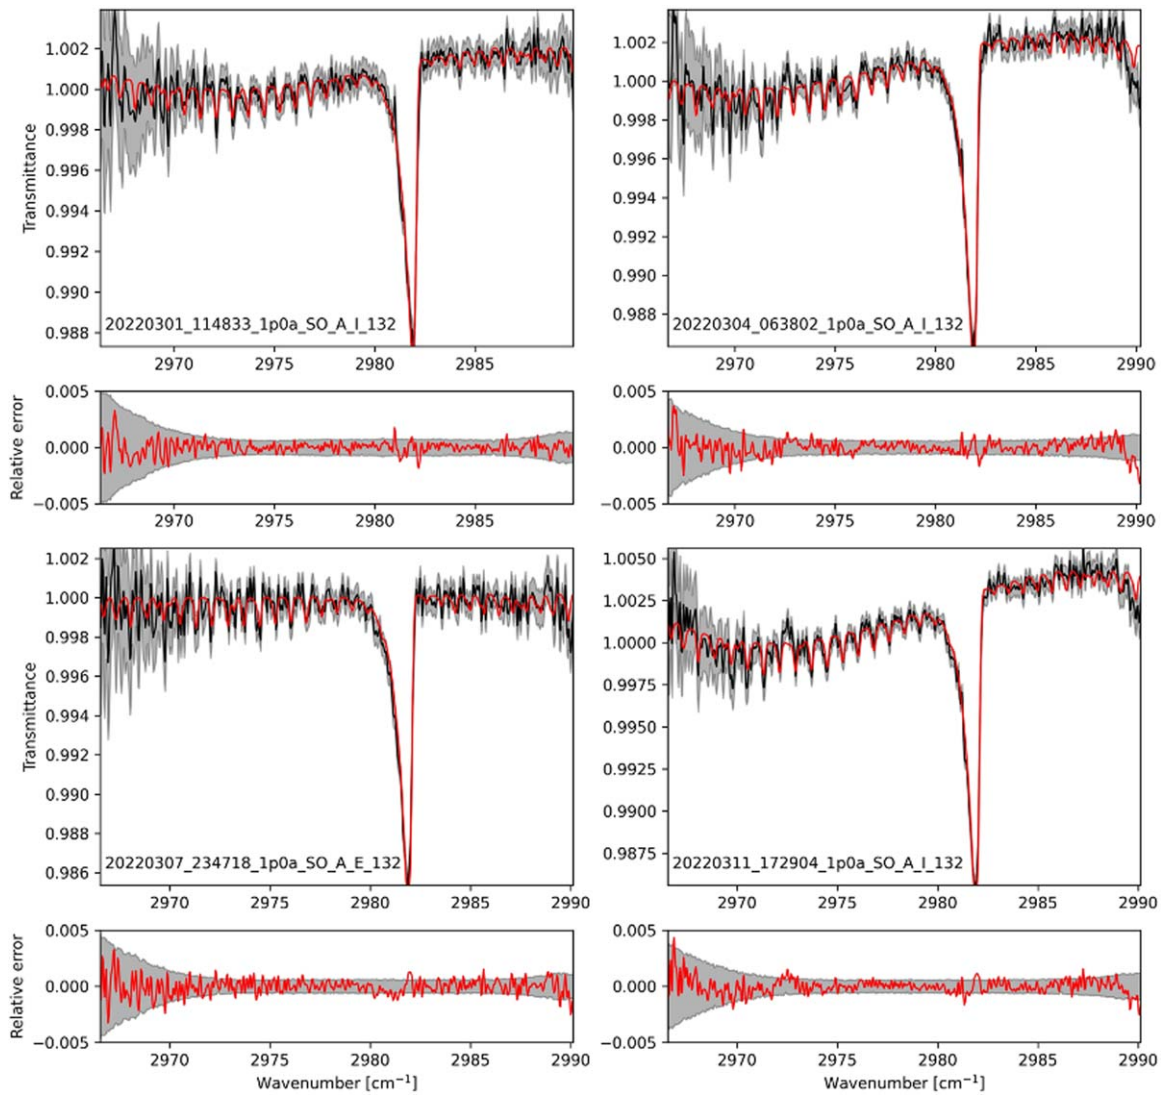 1.002
1.000
0.998
0.996
0.994
0.992
0.990
0.988
Transmittance
20220301_114833_1p0a_SO_A_I_132
2970 2975 2980 2985
1.002
1.000
0.998
0.996
0.994
0.992
0.990
0.988
20220304_063802_1p0a_SO_A_I_132
2970 2975 2980 2985 2990
0.005
0.000
−0.005
Relative error
2970 2975 2980 2985
0.005
0.000
−0.005
2970 2975 2980 2985 2990
1.002
1.000
0.998
0.996
0.994
0.992
0.990
0.988
0.986
Transmittance
20220307_234718_1p0a_SO_A_E_132
2970 2975 2980 2985 2990
1.0050
1.0025
1.0000
0.9975
0.9950
0.9925
0.9900
0.9875
20220311_172904_1p0a_SO_A_I_132
2970 2975 2980 2985 2990
0.005
0.000
−0.005
Relative error
2970 2975 2980 2985 2990
Wavenumber [cm⁻¹]
0.005
0.000
−0.005
2970 2975 2980 2985 2990
Wavenumber [cm⁻¹]